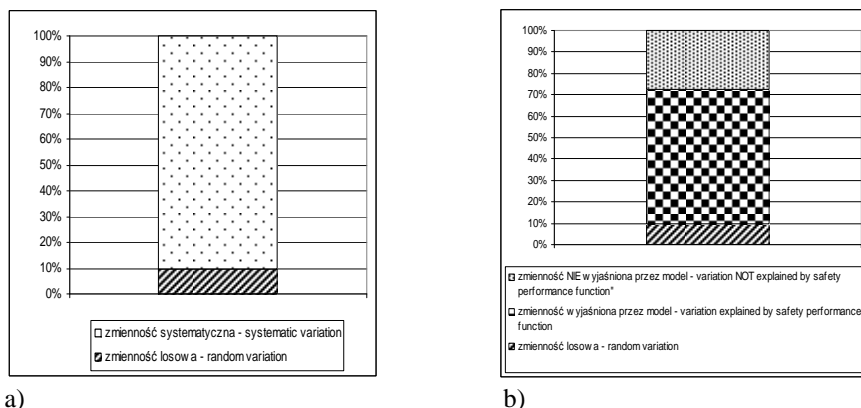 100%
90%
80%
70%
60%
50%
40%
30%
20%
10%
0%
zmienność systematyczna - systematic variation
zmienność losowa - random variation
a)
100%
90%
80%
70%
60%
50%
40%
30%
20%
10%
0%
zmienność NIE wyjaśniona przez model - variation NOT explained by safety
performance function"
zmienność wyjaśniona przez model - variation explained by safety performance
function
zmienność losowa - random variation
b)